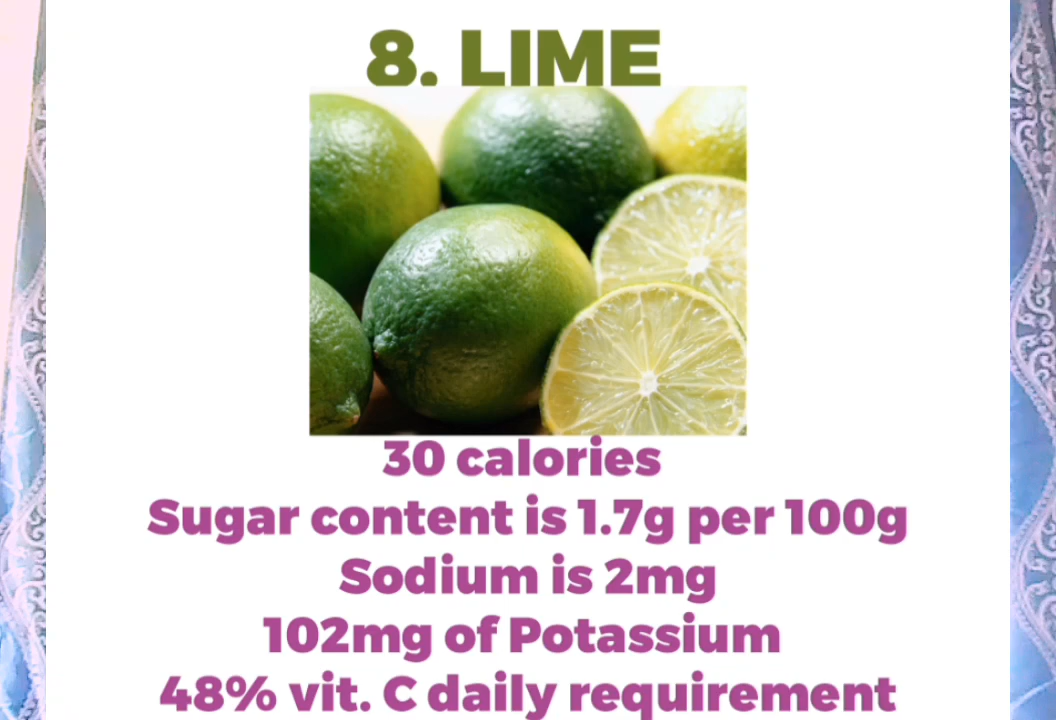 8. LIME
30 calories
Sugar content is 1.7g per 100g
Sodium is 2mg
102mg of Potassium
48% vit. C daily requirement